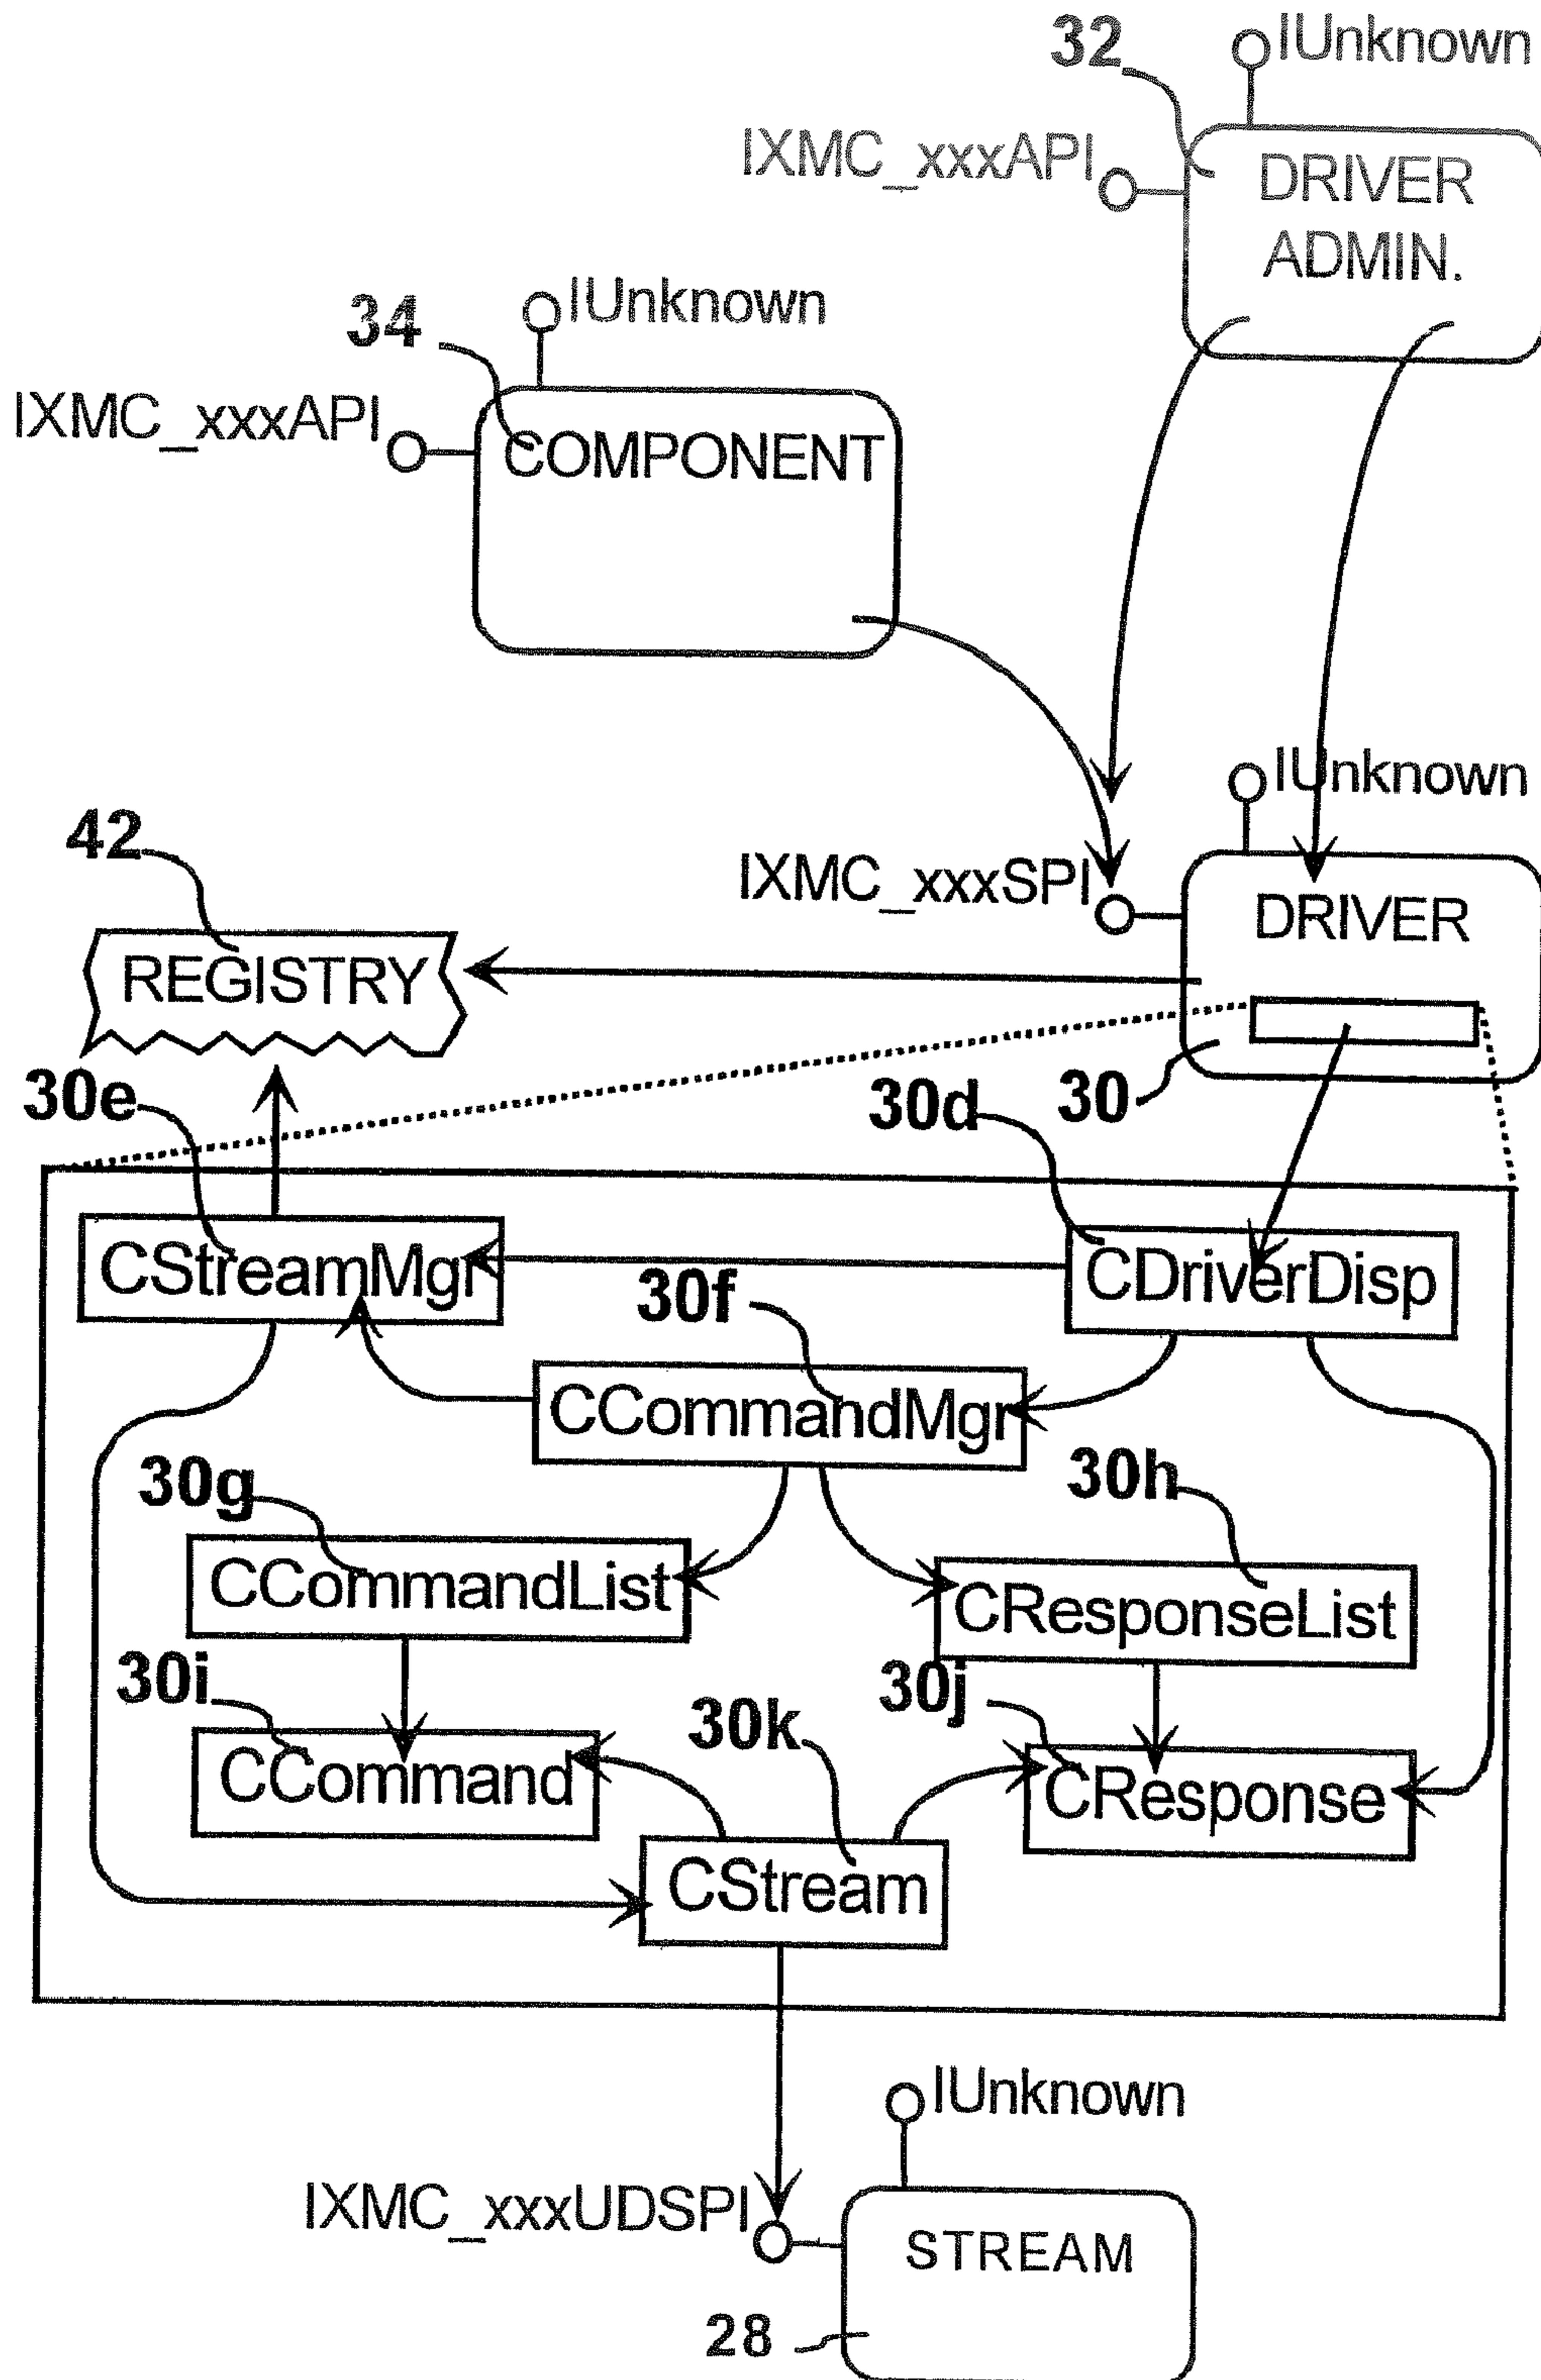 32
IUnknown
IXMC_xxxAPI
DRIVER
ADMIN.
34
IUnknown
IXMC_xxxAPI
COMPONENT
IUnknown
42
IXMC_xxxSPI
DRIVER
REGISTRY
30e
30d
30
CStreamMgr
30f
CDriverDisp
CCommandMgr
30g
30h
CCommandList
CResponseList
30i
30k
30j
CCommand
CResponse
CStream
IUnknown
IXMC_xxxUDSPI
STREAM
28